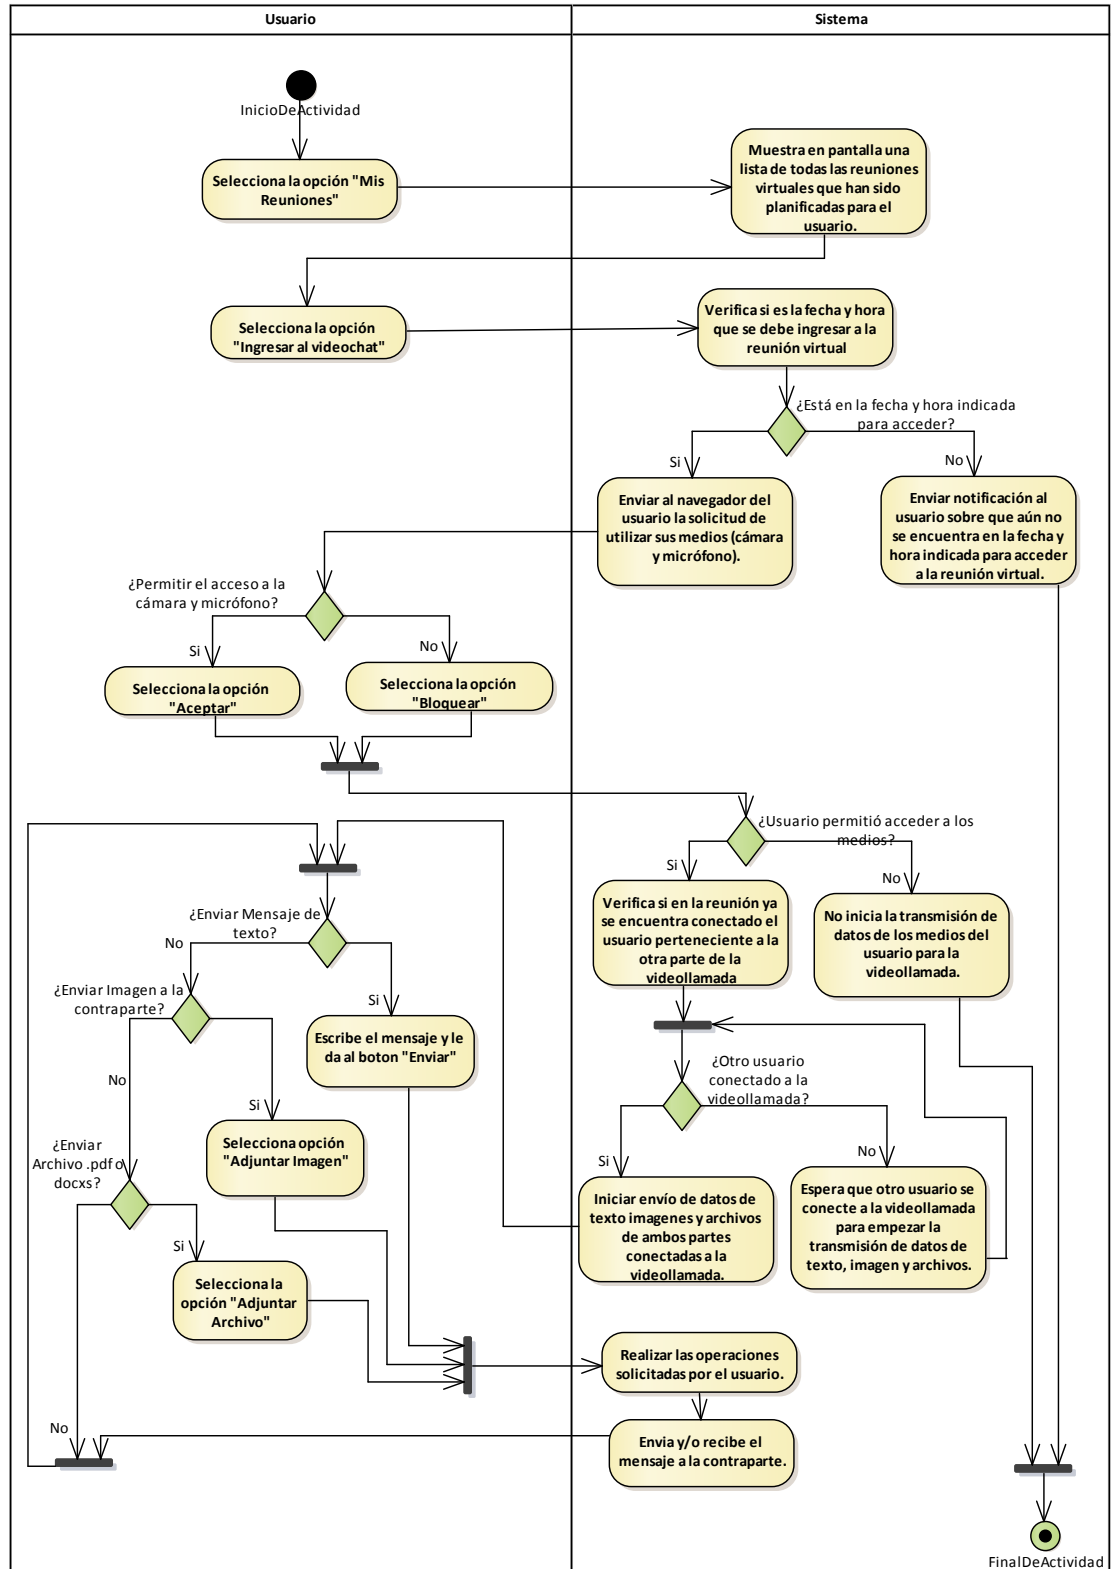 Usuario
Sistema
InicioDeActividad
Selecciona la opción "Mis
Reuniones"
Muestra en pantalla una
lista de todas las reuniones
virtuales que han sido
planificadas para el
usuario.
Selecciona la opción
"Ingresar al videochat"
Verifica si es la fecha y hora
que se debe ingresar a la
reunión virtual
¿Está en la fecha y hora indicada
para acceder?
Si
No
Enviar al navegador del
usuario la solicitud de
utilizar sus medios (cámara
y micrófono).
Enviar notificación al
usuario sobre que aún no
se encuentra en la fecha y
hora indicada para acceder
a la reunión virtual.
¿Permitir el acceso a la
cámara y micrófono?
Si
No
Selecciona la opción
"Aceptar"
Selecciona la opción
"Bloquear"
¿Usuario permitió acceder a los
medios?
Si
No
Verifica si en la reunión ya
se encuentra conectado el
usuario perteneciente a la
otra parte de la
videollamada
No inicia la transmisión de
datos de los medios del
usuario para la
videollamada.
¿Enviar Mensaje de
texto?
No
Si
¿Enviar Imagen a la
contraparte?
Escribe el mensaje y le
da al boton "Enviar"
¿Otro usuario
conectado a la
videollamada?
No
Si
Selecciona opción
"Adjuntar Imagen"
¿Enviar
Archivo .pdf o
docxs?
Si
No
Iniciar envío de datos de
texto imagenes y archivos
de ambos partes
conectadas a la
videollamada.
Espera que otro usuario se
conecte a la videollamada
para empezar la
transmisión de datos de
texto, imagen y archivos.
Si
Selecciona la
opción "Adjuntar
Archivo"
Realizar las operaciones
solicitadas por el usuario.
No
Envia y/o recibe el
mensaje a la contraparte.
FinalDeActividad